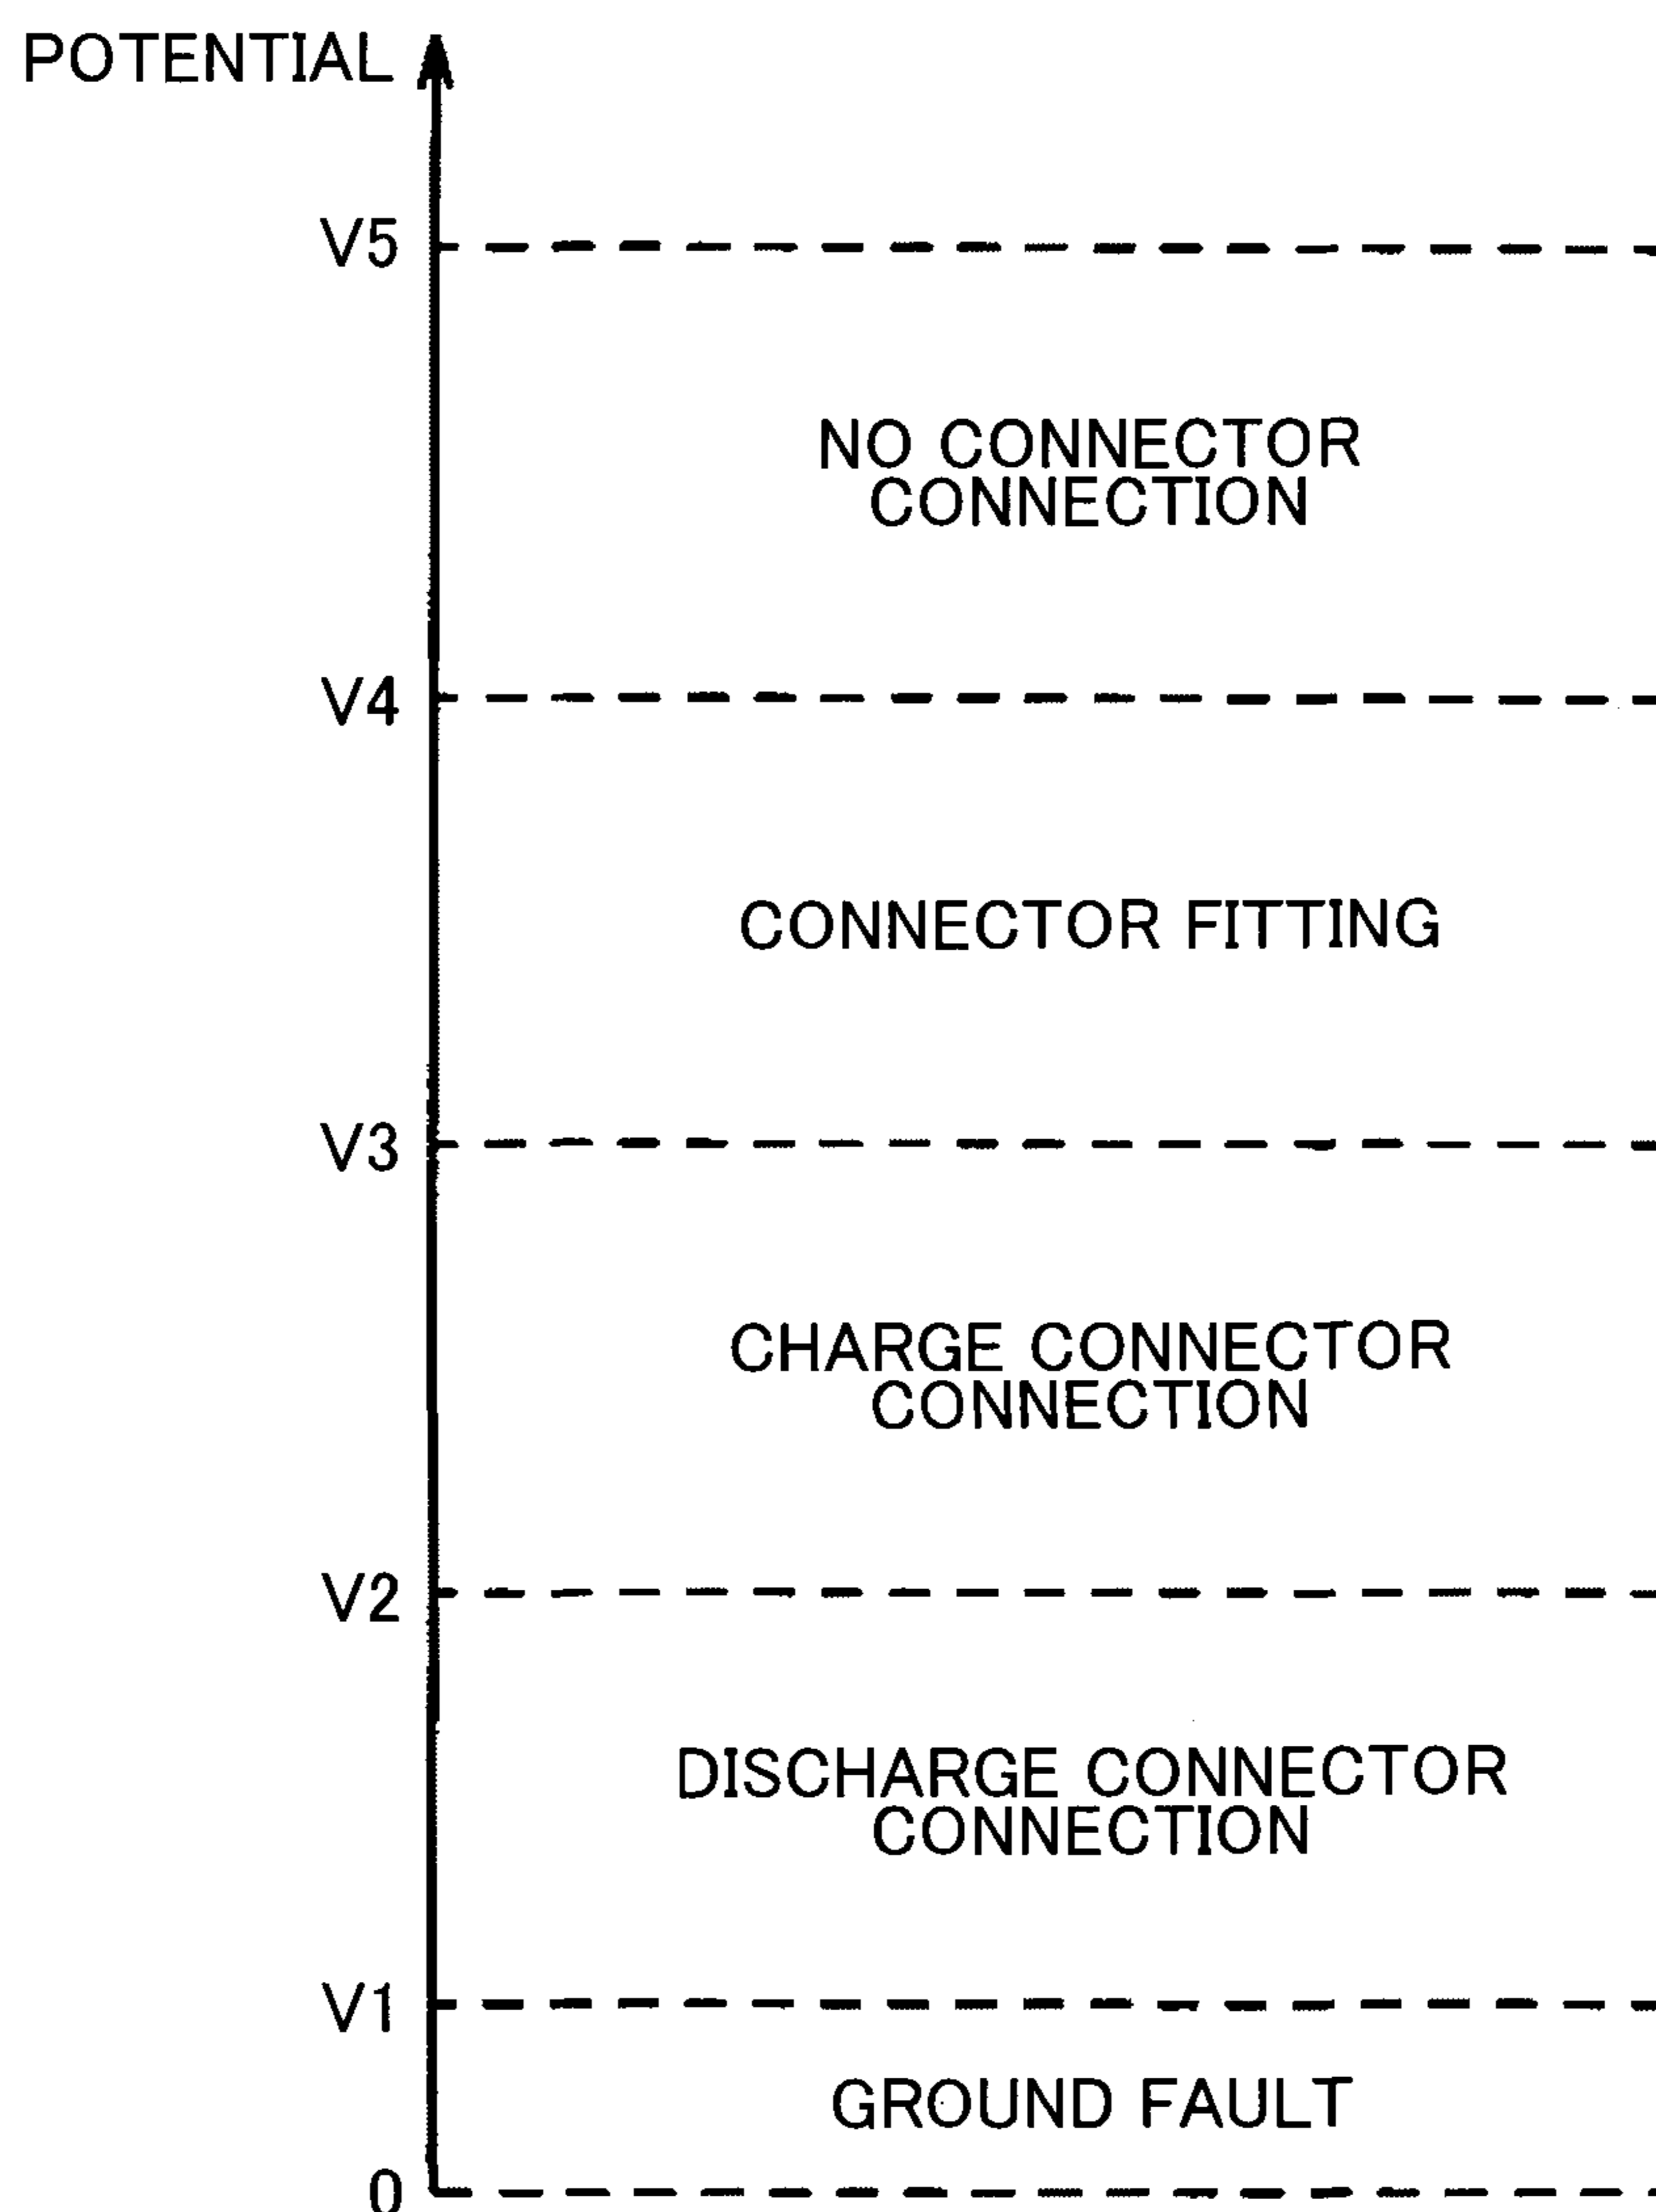 POTENTIAL
V5
NO CONNECTOR
CONNECTION
V4
CONNECTOR FITTING
V3
CHARGE CONNECTOR
CONNECTION
V2
DISCHARGE CONNECTOR
CONNECTION
V1
GROUND FAULT
0